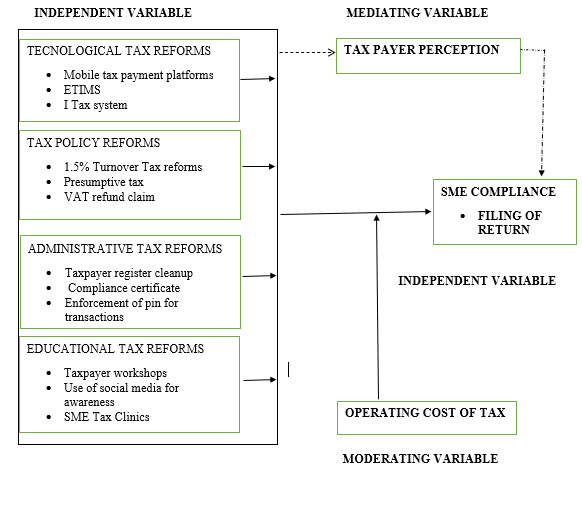 INDEPENDENT VARIABLE
MEDIATING VARIABLE
TECNOLOGICAL TAX REFORMS
• Mobile tax payment platforms
• ETIMS
• I Tax system
TAX PAYER PERCEPTION
TAX POLICY REFORMS
• 1.5% Turnover Tax reforms
• Presumptive tax
• VAT refund claim
SME COMPLIANCE
• FILING OF
RETURN
INDEPENDENT VARIABLE
ADMINISTRATIVE TAX REFORMS
• Taxpayer register cleanup
• Compliance certificate
• Enforcement of pin for
transactions
EDUCATIONAL TAX REFORMS
• Taxpayer workshops
• Use of social media for
awareness
• SME Tax Clinics
OPERATING COST OF TAX
MODERATING VARIABLE